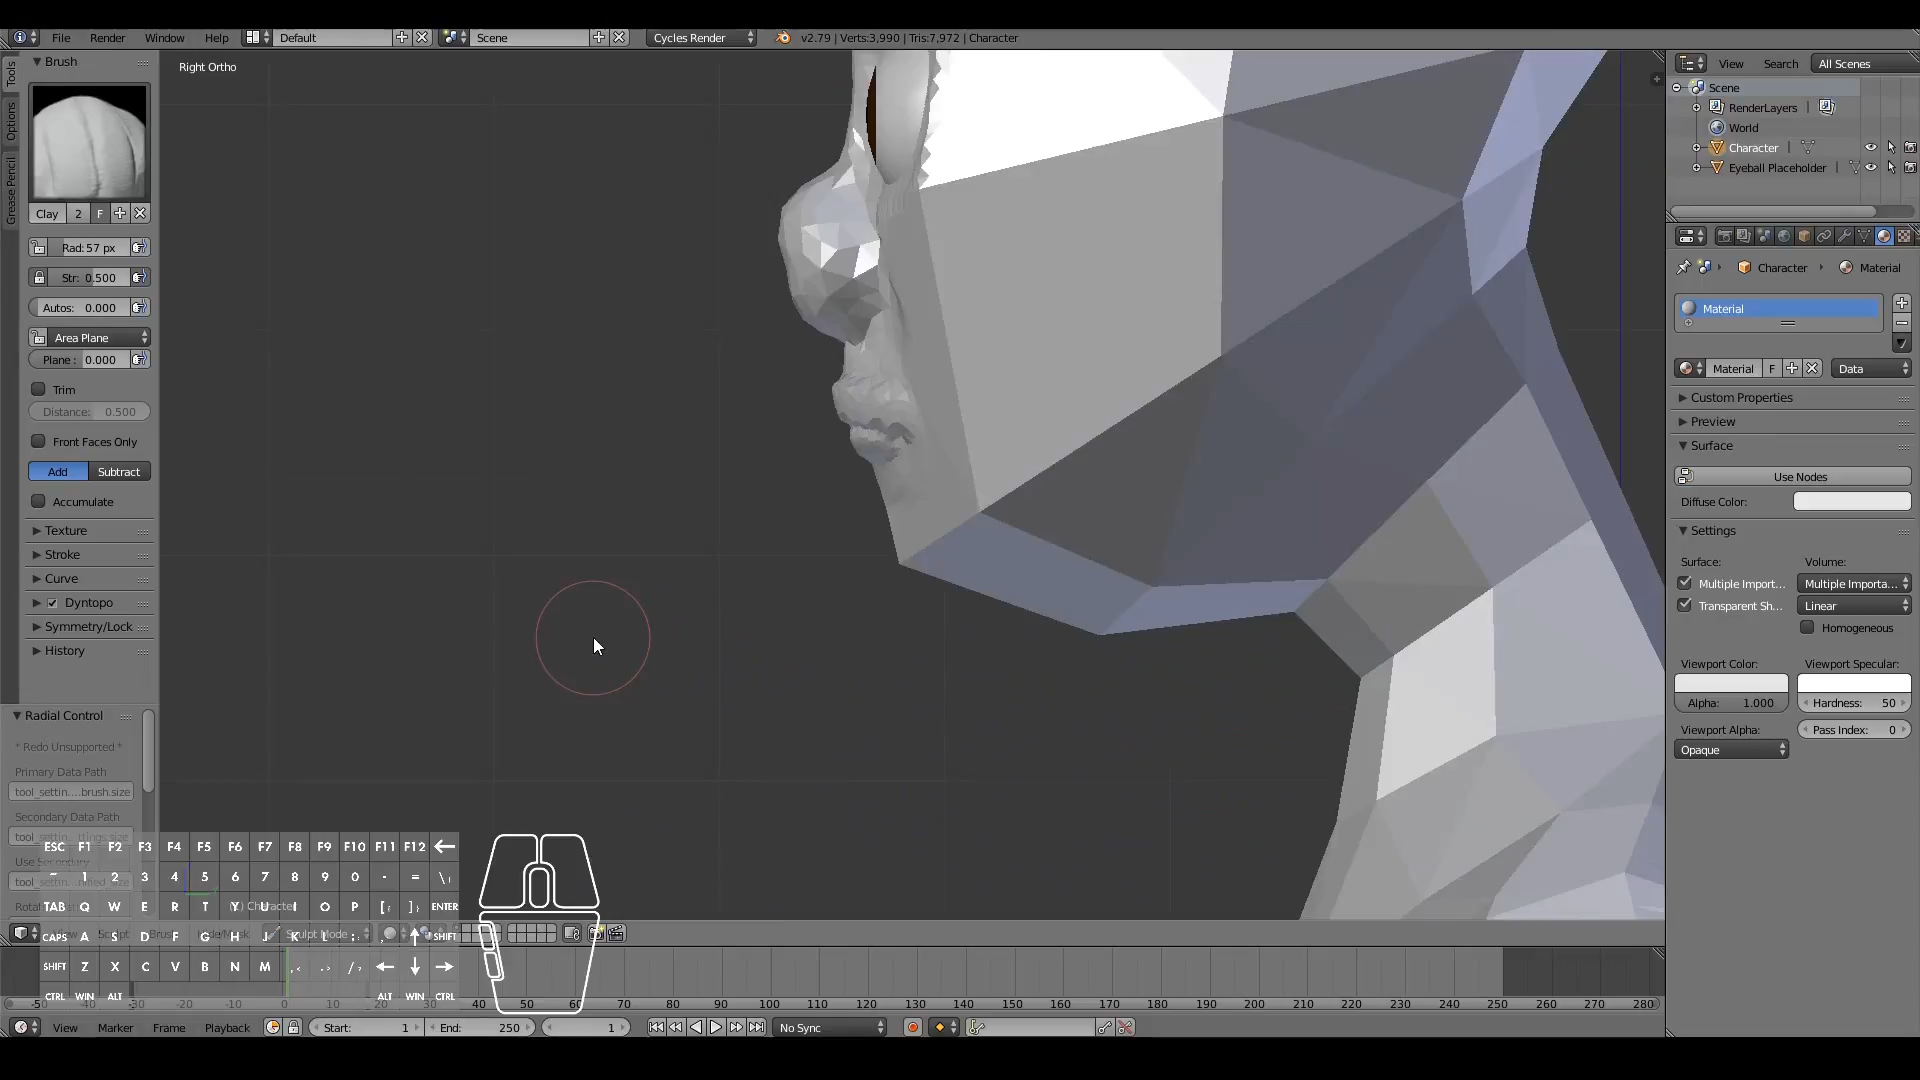 File Render Window Help Default Scene Cycles Render v2.79 | Verts:3,990 | Tris:7,972 | Character
Tools
Options
Grease Pencil
Brush
Clay 2 F
Rad: 57 px
Str: 0.500
Autos: 0.000
Area Plane
Plane : 0.000
Trim
Distance: 0.500
Front Faces Only
Add Subtract
Accumulate
Texture
Stroke
Curve
Dyntopo
Symmetry/Lock
History
Radial Control
* Redo Unsupported *
Primary Data Path
tool_settin....brush.size
Secondary Data Path
Right Ortho
ESC F1 F2 F3 F4 F5 F6 F7 F8 F9 F10 F11 F12
~ 1 2 3 4 5 6 7 8 9 0 - = \|
TAB Q W E R T Y U I O P [{ ]} ENTER
CAPS A S D F G H J K L ; , SHIFT
SHIFT Z X C V B N M ,< .> /?
CTRL WIN ALT ALT WIN CTRL
Sculpt Mode
-50 -30 -20 -10 0 10 20 30 40 50 60 70 80 90 100 110 120 130 140 150 160 170 180 190 200 210 220 230 240 250 260 270 280
View Marker Frame Playback Start: 1 End: 250 1 No Sync
View Search All Scenes
Scene
RenderLayers |
World
Character |
Eyeball Placeholder |
Character Material
Material
Material F Data
Custom Properties
Preview
Surface
Use Nodes
Diffuse Color:
Settings
Surface: Volume:
Multiple Import... Multiple Importa...
Transparent Sh... Linear
Homogeneous
Viewport Color: Viewport Specular:
Alpha: 1.000 Hardness: 50
Viewport Alpha: Pass Index: 0
Opaque